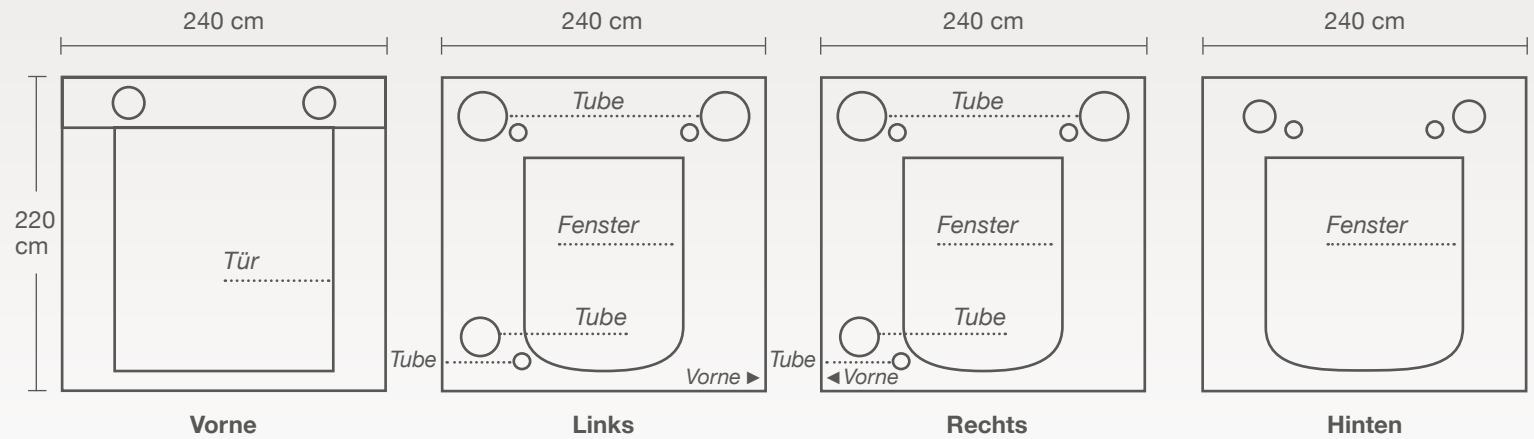 240 cm
240 cm
240 cm
240 cm
220
cm
Tür
Vorne
Tube
Fenster
Tube
Tube
Vorne ►
Links
Tube
Fenster
Tube
Tube
◄ Vorne
Rechts
Fenster
Hinten